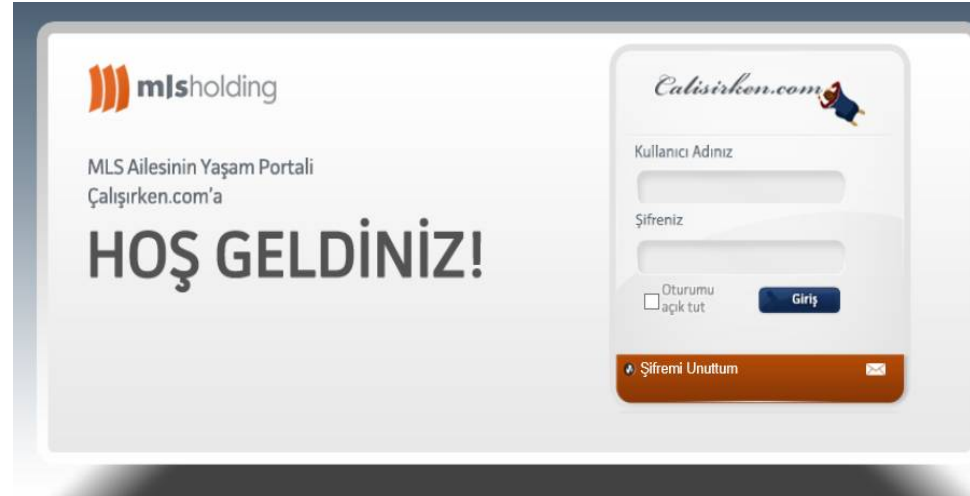 mlsholding
MLS Ailesinin Yaşam Portali
Çalışırken.com'a
HOŞ GELDİNİZ!
Calisirken.com
Kullanıcı Adınız
Şifreniz
Oturumu
açık tut
Giriş
Şifremi Unuttum